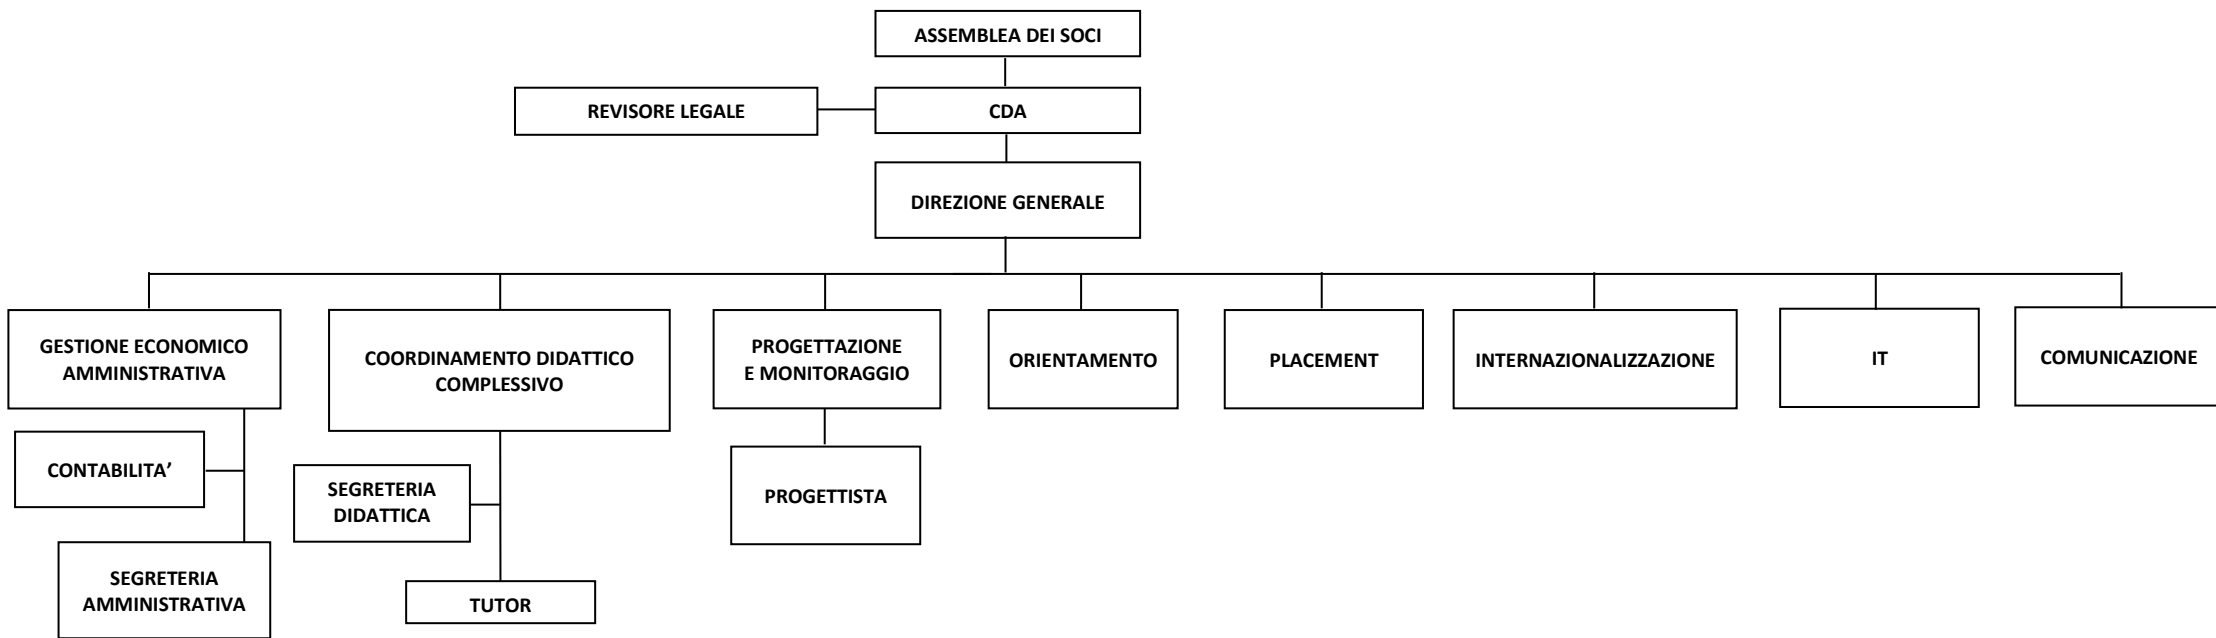 ASSEMBLEA DEI SOCI
REVISORE LEGALE
CDA
DIREZIONE GENERALE
GESTIONE ECONOMICO
AMMINISTRATIVA
COORDINAMENTO DIDATTICO
COMPLESSIVO
PROGETTAZIONE
E MONITORAGGIO
ORIENTAMENTO
PLACEMENT
INTERNAZIONALIZZAZIONE
IT
COMUNICAZIONE
CONTABILITA’
SEGRETERIA
DIDATTICA
PROGETTISTA
SEGRETERIA
AMMINISTRATIVA
TUTOR